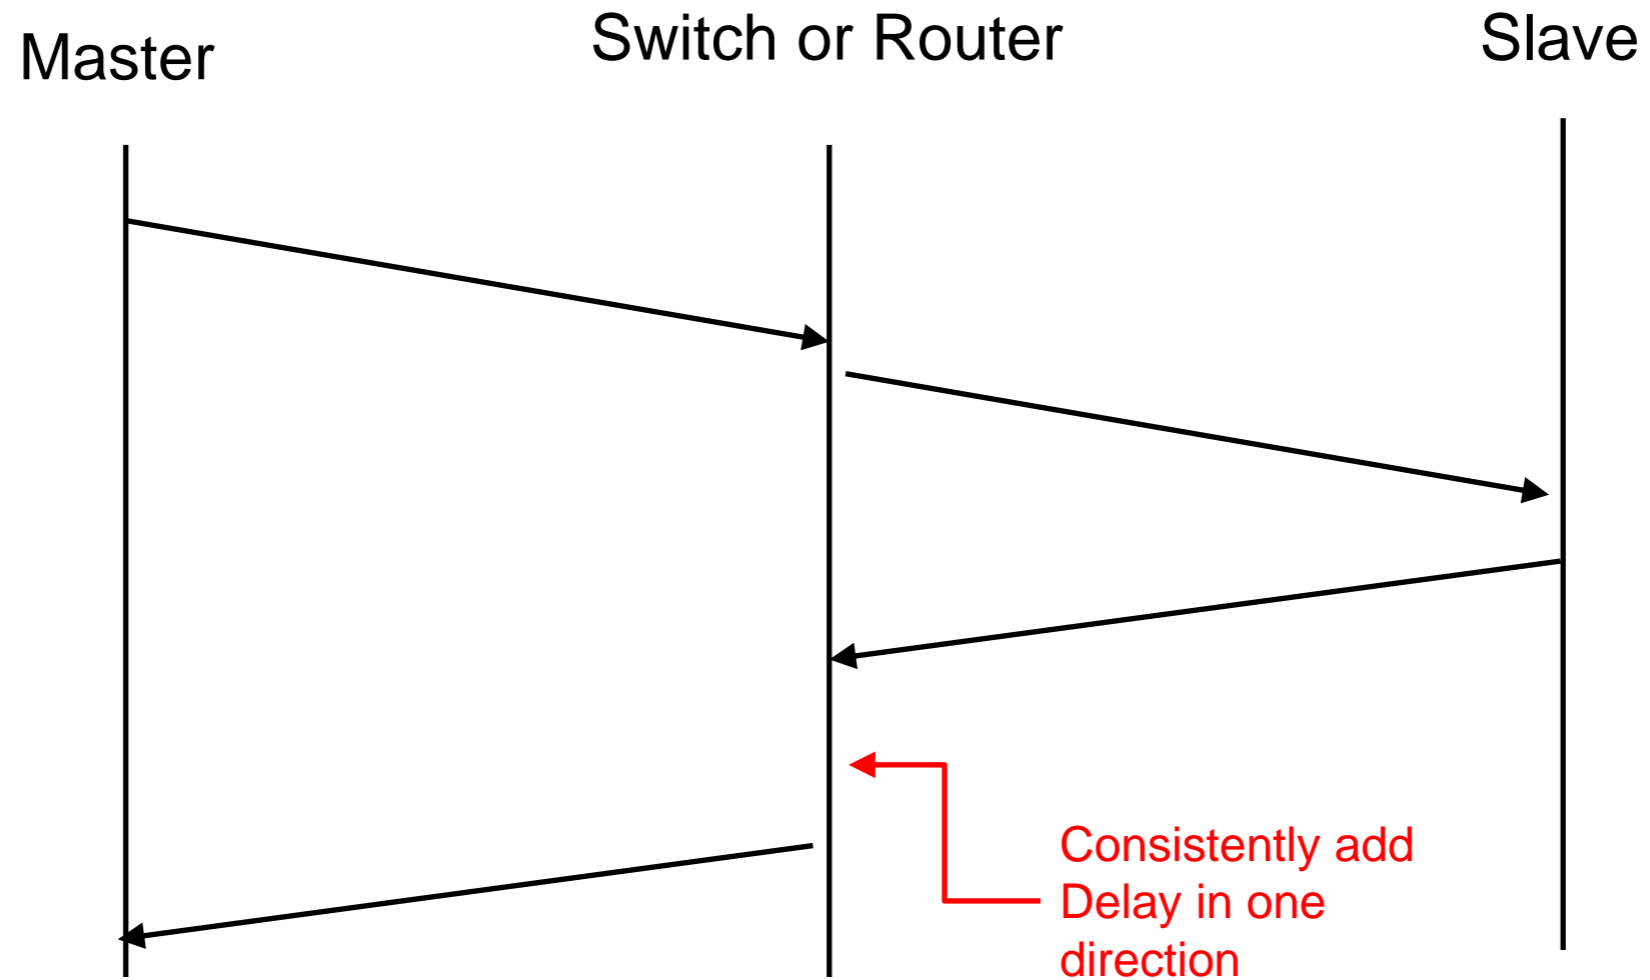 Master
Switch or Router
Slave
Consistently add
Delay in one
direction